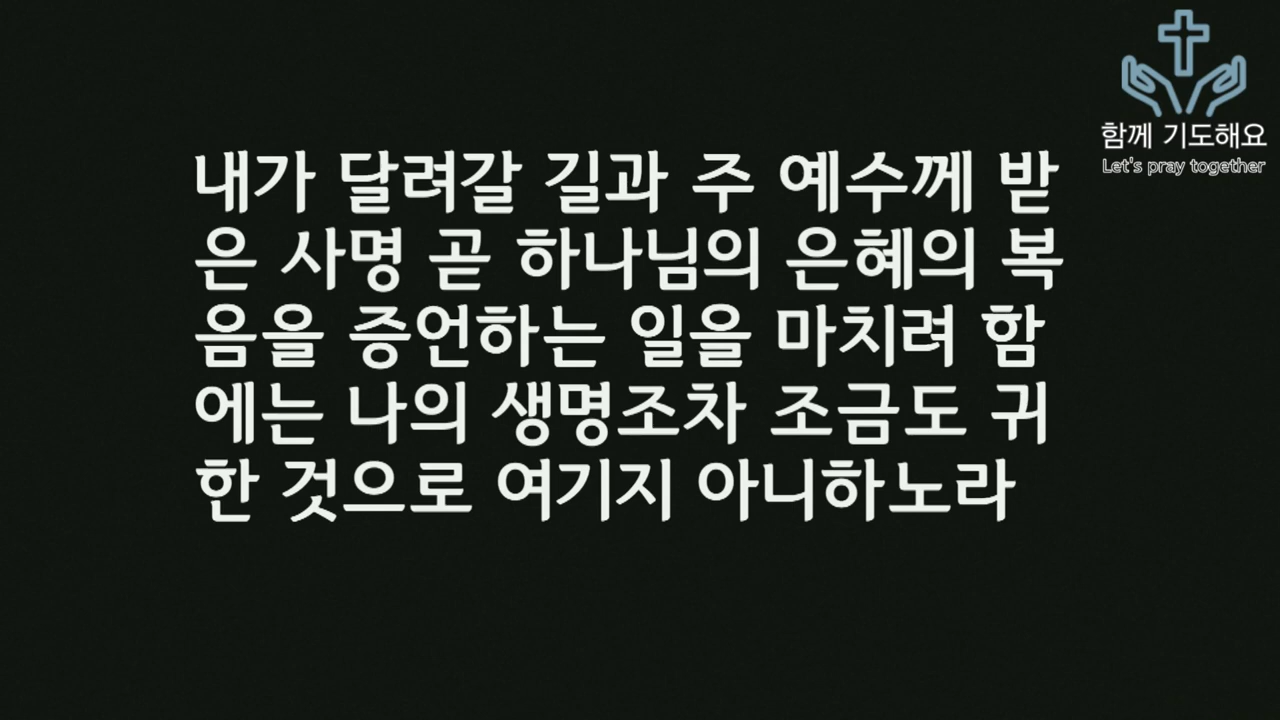 함께 기도해요
Let's pray together
내가 달려갈 길과 주 예수께 받
은 사명 곧 하나님의 은혜의 복
음을 증언하는 일을 마치려 함
에는 나의 생명조차 조금도 귀
한 것으로 여기지 아니하노라